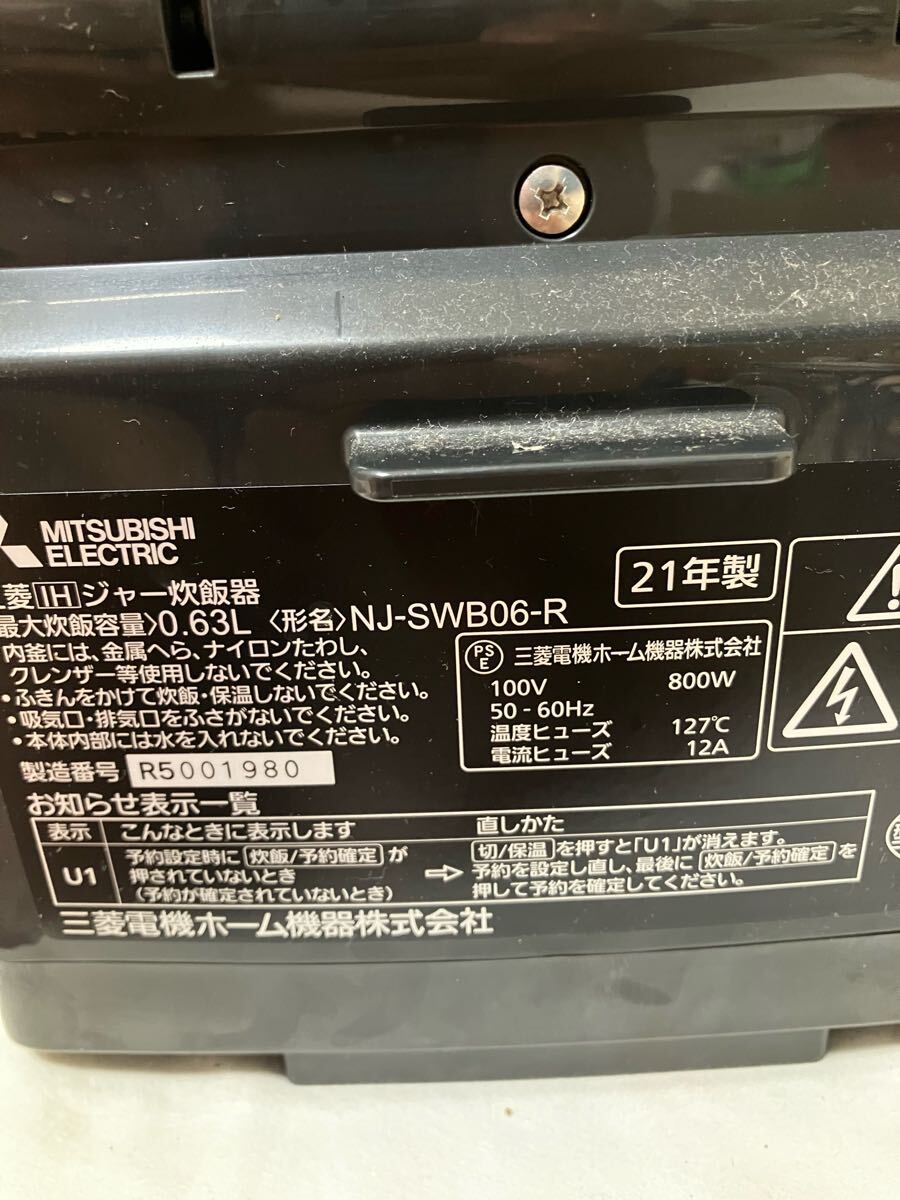 MITSUBISHI
ELECTRIC
菱IHジャー炊飯器
21年製
最大炊飯容量〉0.63L 〈形名〉NJ-SWB06-R
内釜には、金属へら、ナイロンたわし、
クレンザー等使用しないでください。
・ふきんをかけて炊飯・保温しないでください。
・吸気口・排気口をふさがないでください。
・本体内部には水を入れないでください。
製造番号 R5001980
PS
E 三菱電機ホーム機器株式会社
100V 800W
50-60Hz
温度ヒューズ 127℃
電流ヒューズ 12A
お知らせ表示一覧
表示 こんなときに表示します 直しかた
U1 予約設定時に 炊飯/予約確定 が
押されていないとき
(予約が確定されていないとき)
⇨ 切/保温 を押すと「U1」が消えます。
予約を設定し直し、最後に 炊飯/予約確定 を
押して予約を確定してください。
三菱電機ホーム機器株式会社